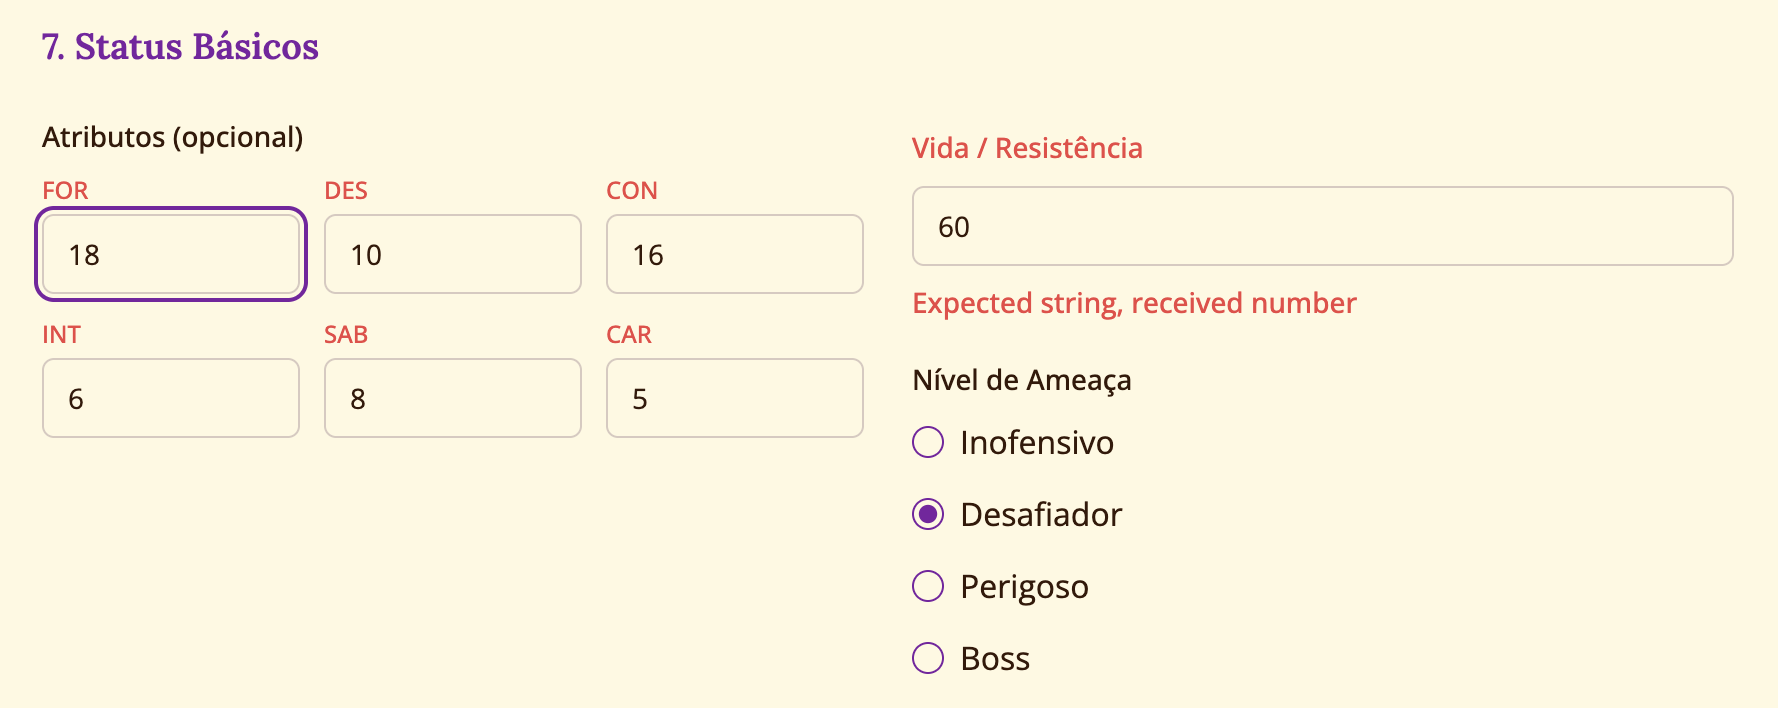 7. Status Básicos
Atributos (opcional)
FOR
DES
CON
18
10
16
INT
SAB
CAR
6
8
5
Vida / Resistência
60
Expected string, received number
Nível de Ameaça
Inofensivo
Desafiador
Perigoso
Boss